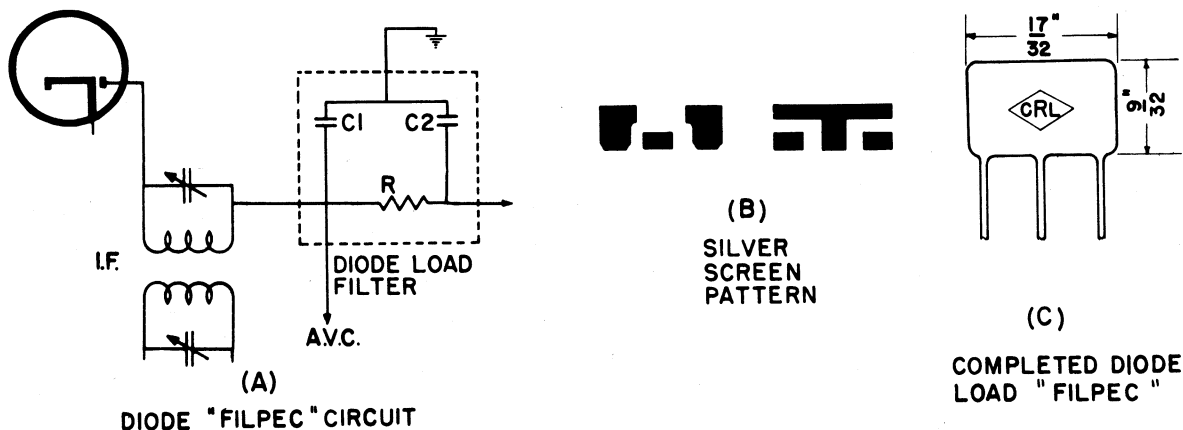 C1
C2
R
I.F.
DIODE LOAD
FILTER
A.V.C.
(A)
DIODE "FILPEC" CIRCUIT
(B)
SILVER
SCREEN
PATTERN
17"
32
9"
32
CRL
(C)
COMPLETED DIODE
LOAD "FILPEC"